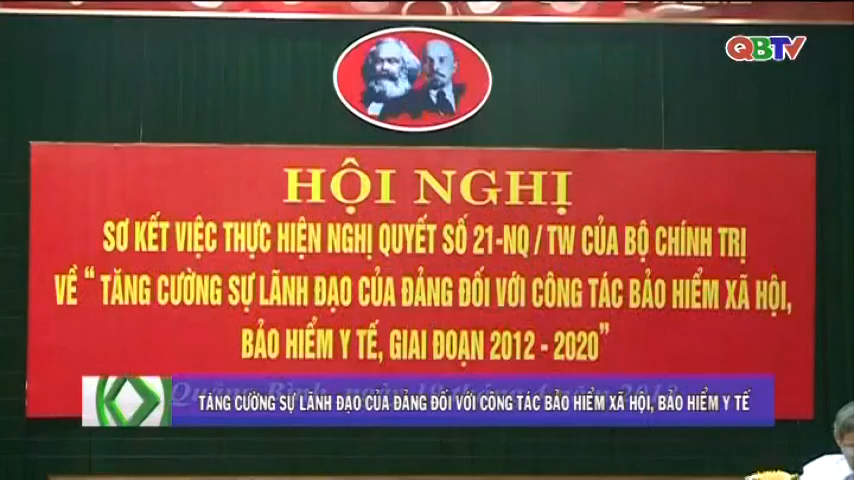 QBTV
HỘI NGHỊ
SƠ KẾT VIỆC THỰC HIỆN NGHỊ QUYẾT SỐ 21-NQ / TW CỦA BỘ CHÍNH TRỊ
VỀ “ TĂNG CƯỜNG SỰ LÃNH ĐẠO CỦA ĐẢNG ĐỐI VỚI CÔNG TÁC BẢO HIỂM XÃ HỘI,
BẢO HIỂM Y TẾ, GIAI ĐOẠN 2012 - 2020”
Quảng Bình, ngày
TĂNG CƯỜNG SỰ LÃNH ĐẠO CỦA ĐẢNG ĐỐI VỚI CÔNG TÁC BẢO HIỂM XÃ HỘI, BẢO HIỂM Y TẾ